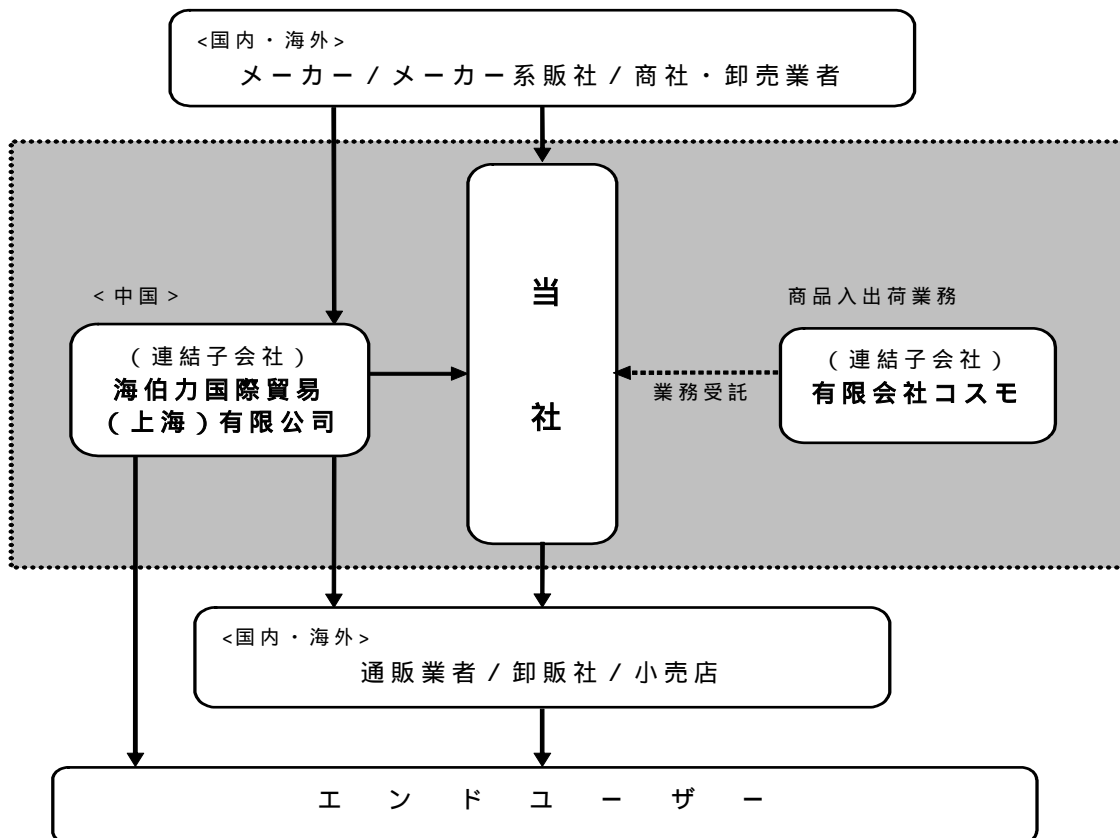 <国内・海外>
メーカー / メーカー系販社 / 商社・卸売業者
当
社
< 中国 >
(連結子会社)
海伯力国際貿易
(上海)有限公司
商品入出荷業務
(連結子会社)
有限会社コスモ
業務受託
<国内・海外>
通販業者 / 卸販社 / 小売店
エンドユーザー